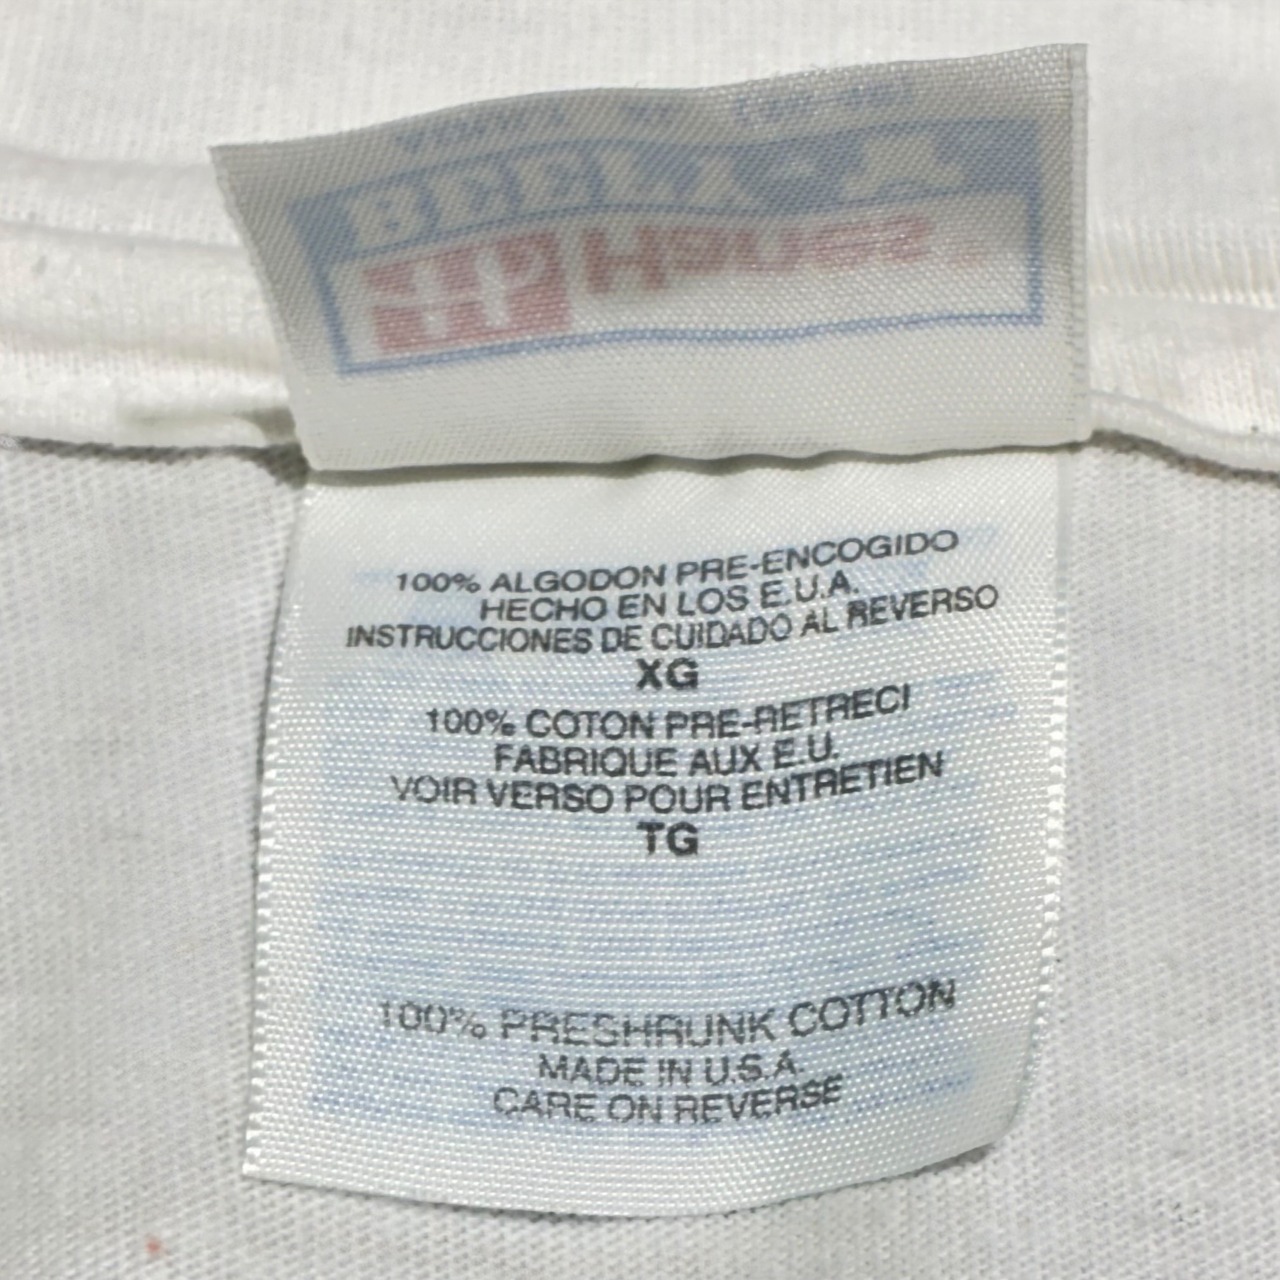 100% ALGODON PRE-ENCOGIDO
HECHO EN LOS E.U.A.
INSTRUCCIONES DE CUIDADO AL REVERSO
XG
100% COTON PRE-RETRECI
FABRIQUE AUX E.U.
VOIR VERSO POUR ENTRETIEN
TG
100% PRESHRUNK COTTON
MADE IN U.S.A.
CARE ON REVERSE